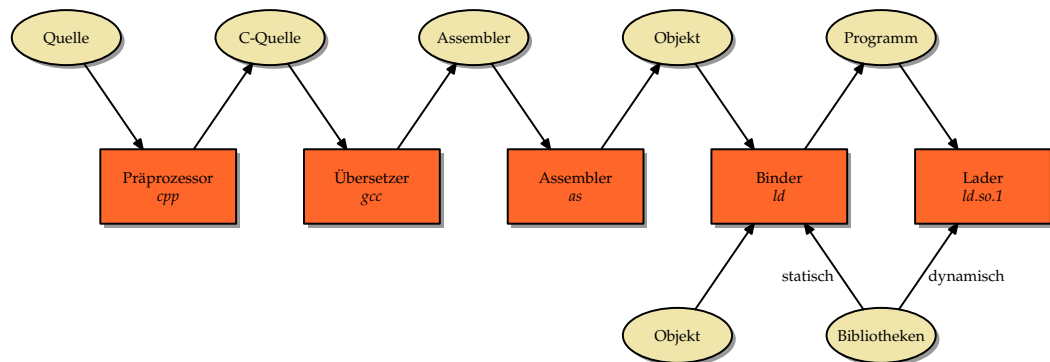 Quelle
C-Quelle
Assembler
Objekt
Programm
Präprozessor
cpp
Übersetzer
gcc
Assembler
as
Binder
ld
Lader
ld.so.1
statisch
dynamisch
Objekt
Bibliotheken